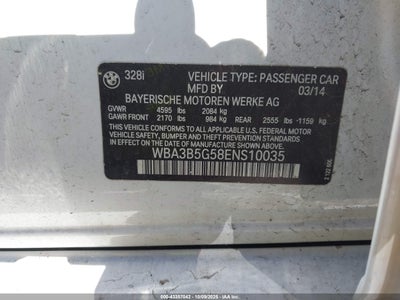 328i VEHICLE TYPE: PASSENGER CAR
MFD BY 03/14
BAYERISCHE MOTOREN WERKE AG
GVWR 4595 lbs 2084 kg
GAWR FRONT 2170 lbs 984 kg REAR 2555 lbs -1159 kg
THIS VEHICLE CONFORMS TO ALL APPLICABLE FEDERAL
MOTOR VEHICLE SAFETY, BUMPER, AND THEFT PREVENTION STANDARDS
IN EFFECT ON THE DATE OF MANUFACTURE SHOWN ABOVE.
WBA3B5G58ENS10035